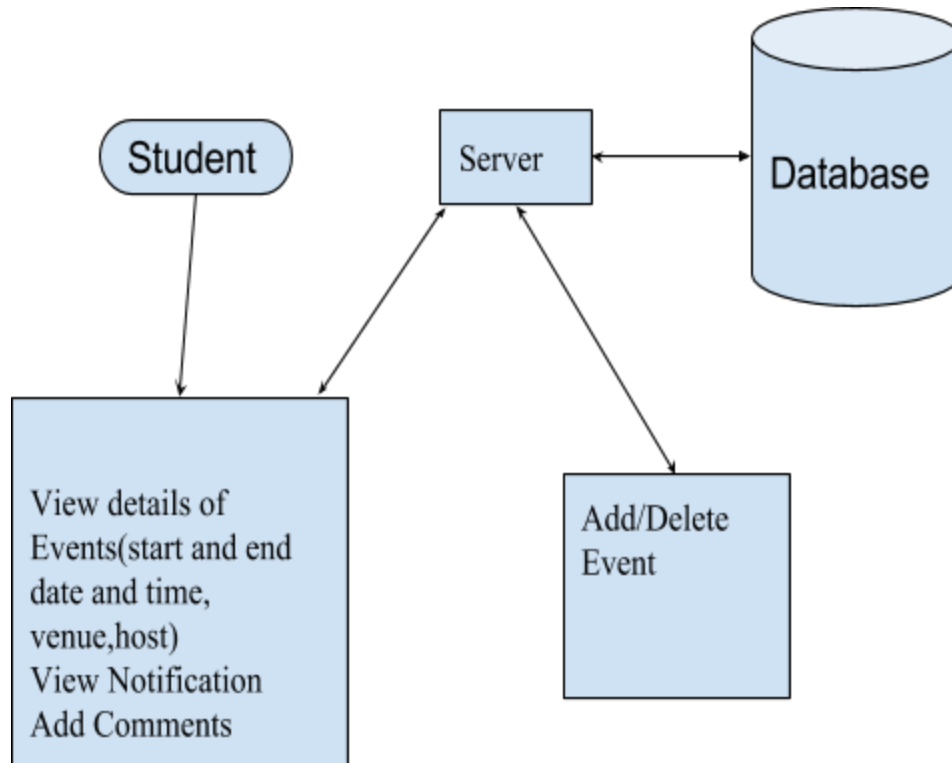 Student
Server
Database
View details of
Events(start and end
date and time,
venue,host)
View Notification
Add Comments
Add/Delete
Event